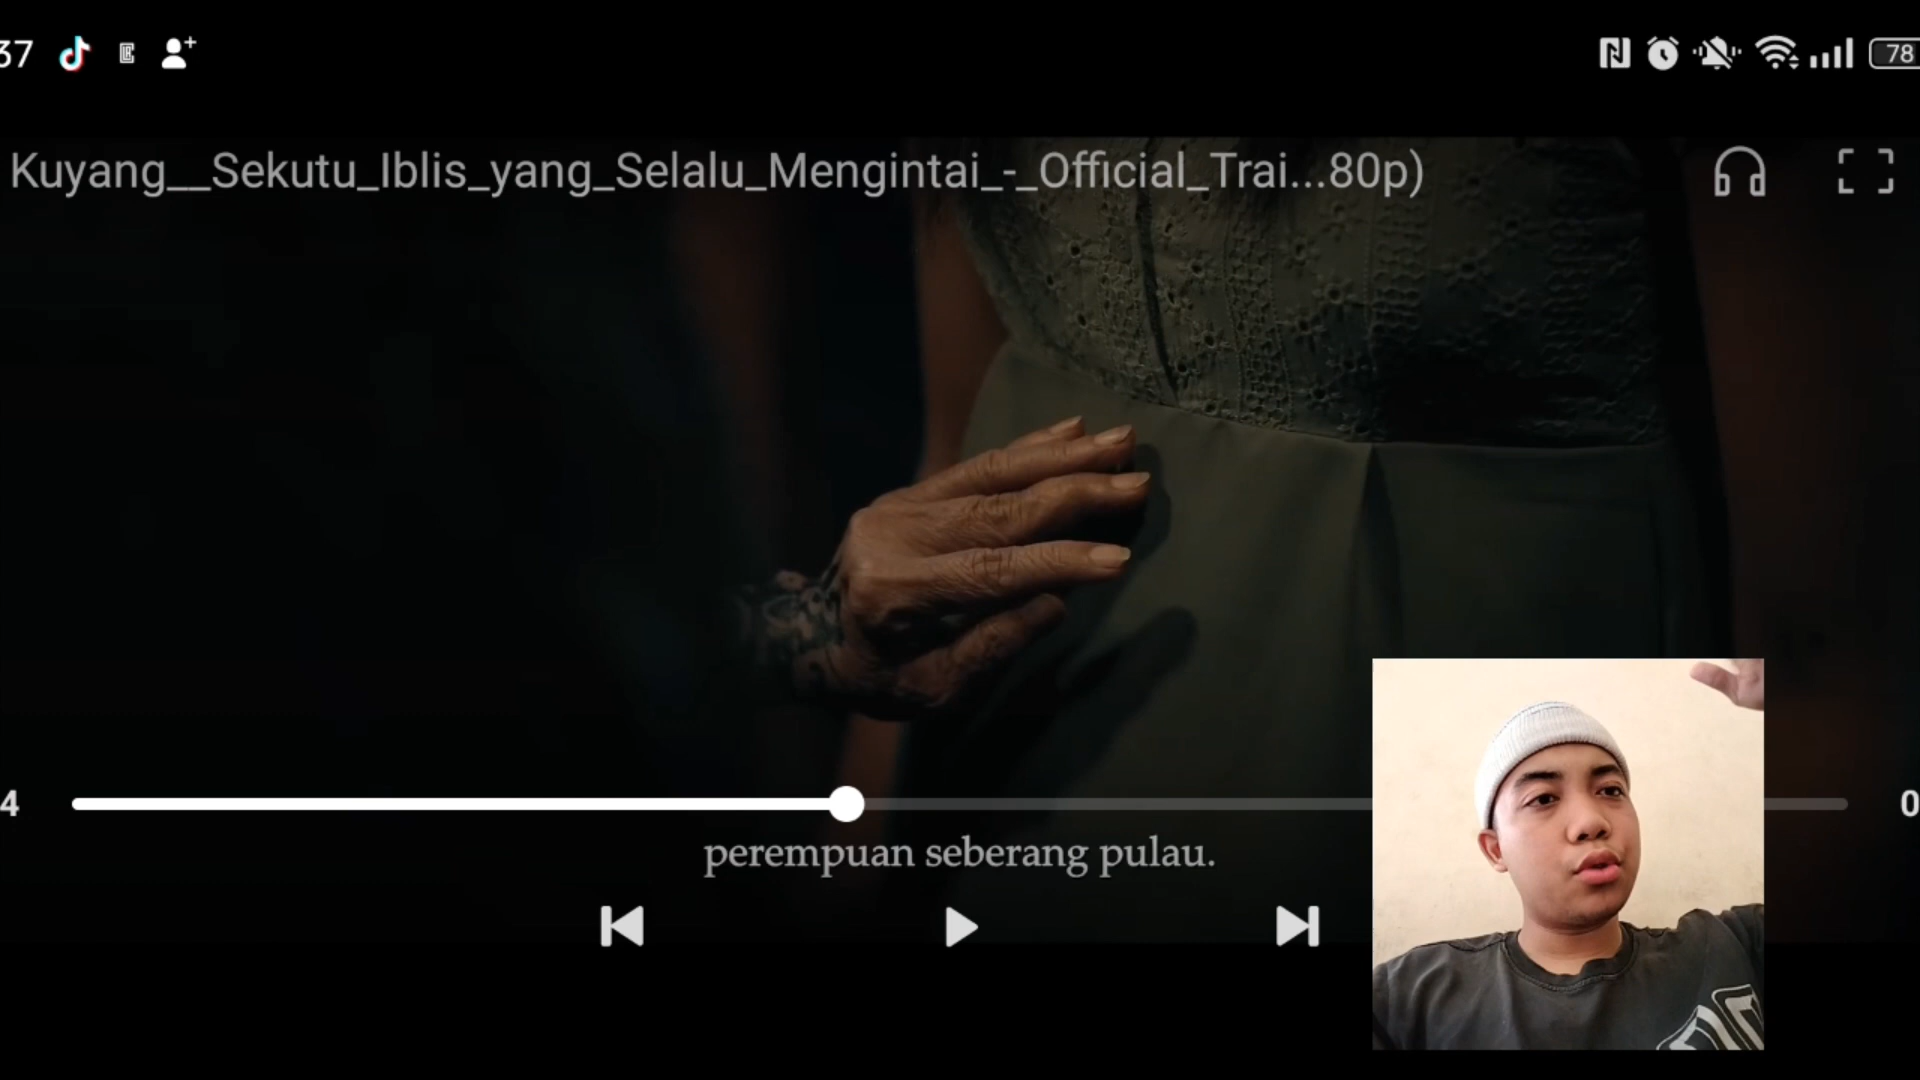 37
78
Kuyang__Sekutu_Iblis_yang_Selalu_Mengintai_-_Official_Trai...80p)
4
0
perempuan seberang pulau.